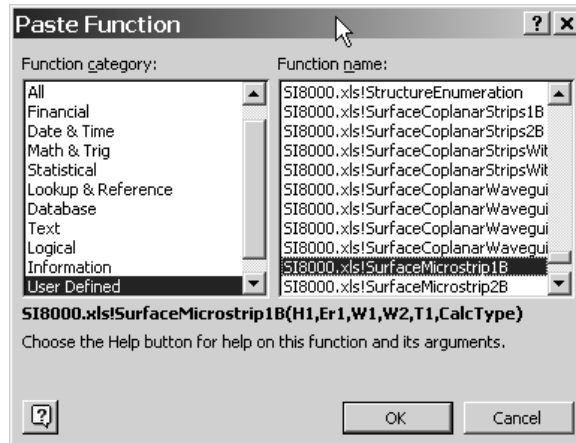 Paste Function
Function category:
All
Financial
Date & Time
Math & Trig
Statistical
Lookup & Reference
Database
Text
Logical
Information
User Defined
Function name:
SI8000.xls!StructureEnumeration
SI8000.xls!SurfaceCoplanarStrips1B
SI8000.xls!SurfaceCoplanarStrips2B
SI8000.xls!SurfaceCoplanarStripsWit
SI8000.xls!SurfaceCoplanarStripsWit
SI8000.xls!SurfaceCoplanarWavegui
SI8000.xls!SurfaceCoplanarWavegui
SI8000.xls!SurfaceCoplanarWavegui
SI8000.xls!SurfaceCoplanarWavegui
SI8000.xls!SurfaceMicrostrip1B
SI8000.xls!SurfaceMicrostrip2B
SI8000.xls!SurfaceMicrostrip1B(H1,Er1,W1,W2,T1,CalcType)
Choose the Help button for help on this function and its arguments.
OK
Cancel